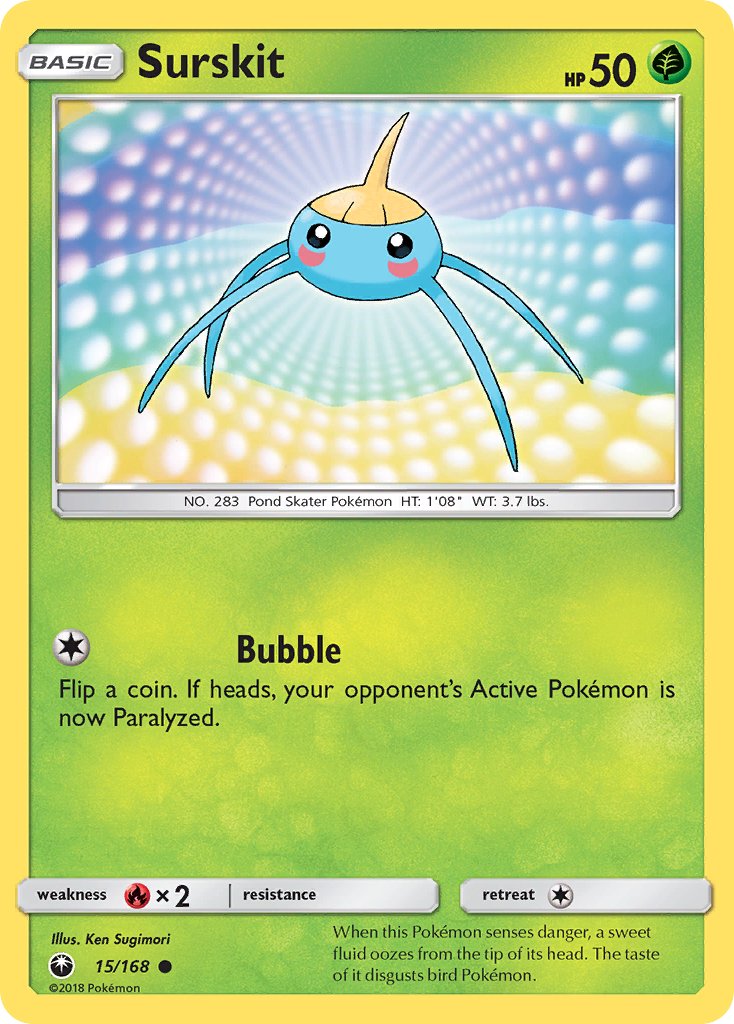 BASIC Surskit HP 50
NO. 283 Pond Skater Pokémon HT: 1'08" WT: 3.7 lbs.
Bubble
Flip a coin. If heads, your opponent's Active Pokémon is
now Paralyzed.
weakness × 2 resistance retreat
Illus. Ken Sugimori
15/168
©2018 Pokémon
When this Pokémon senses danger, a sweet
fluid oozes from the tip of its head. The taste
of it disgusts bird Pokémon.